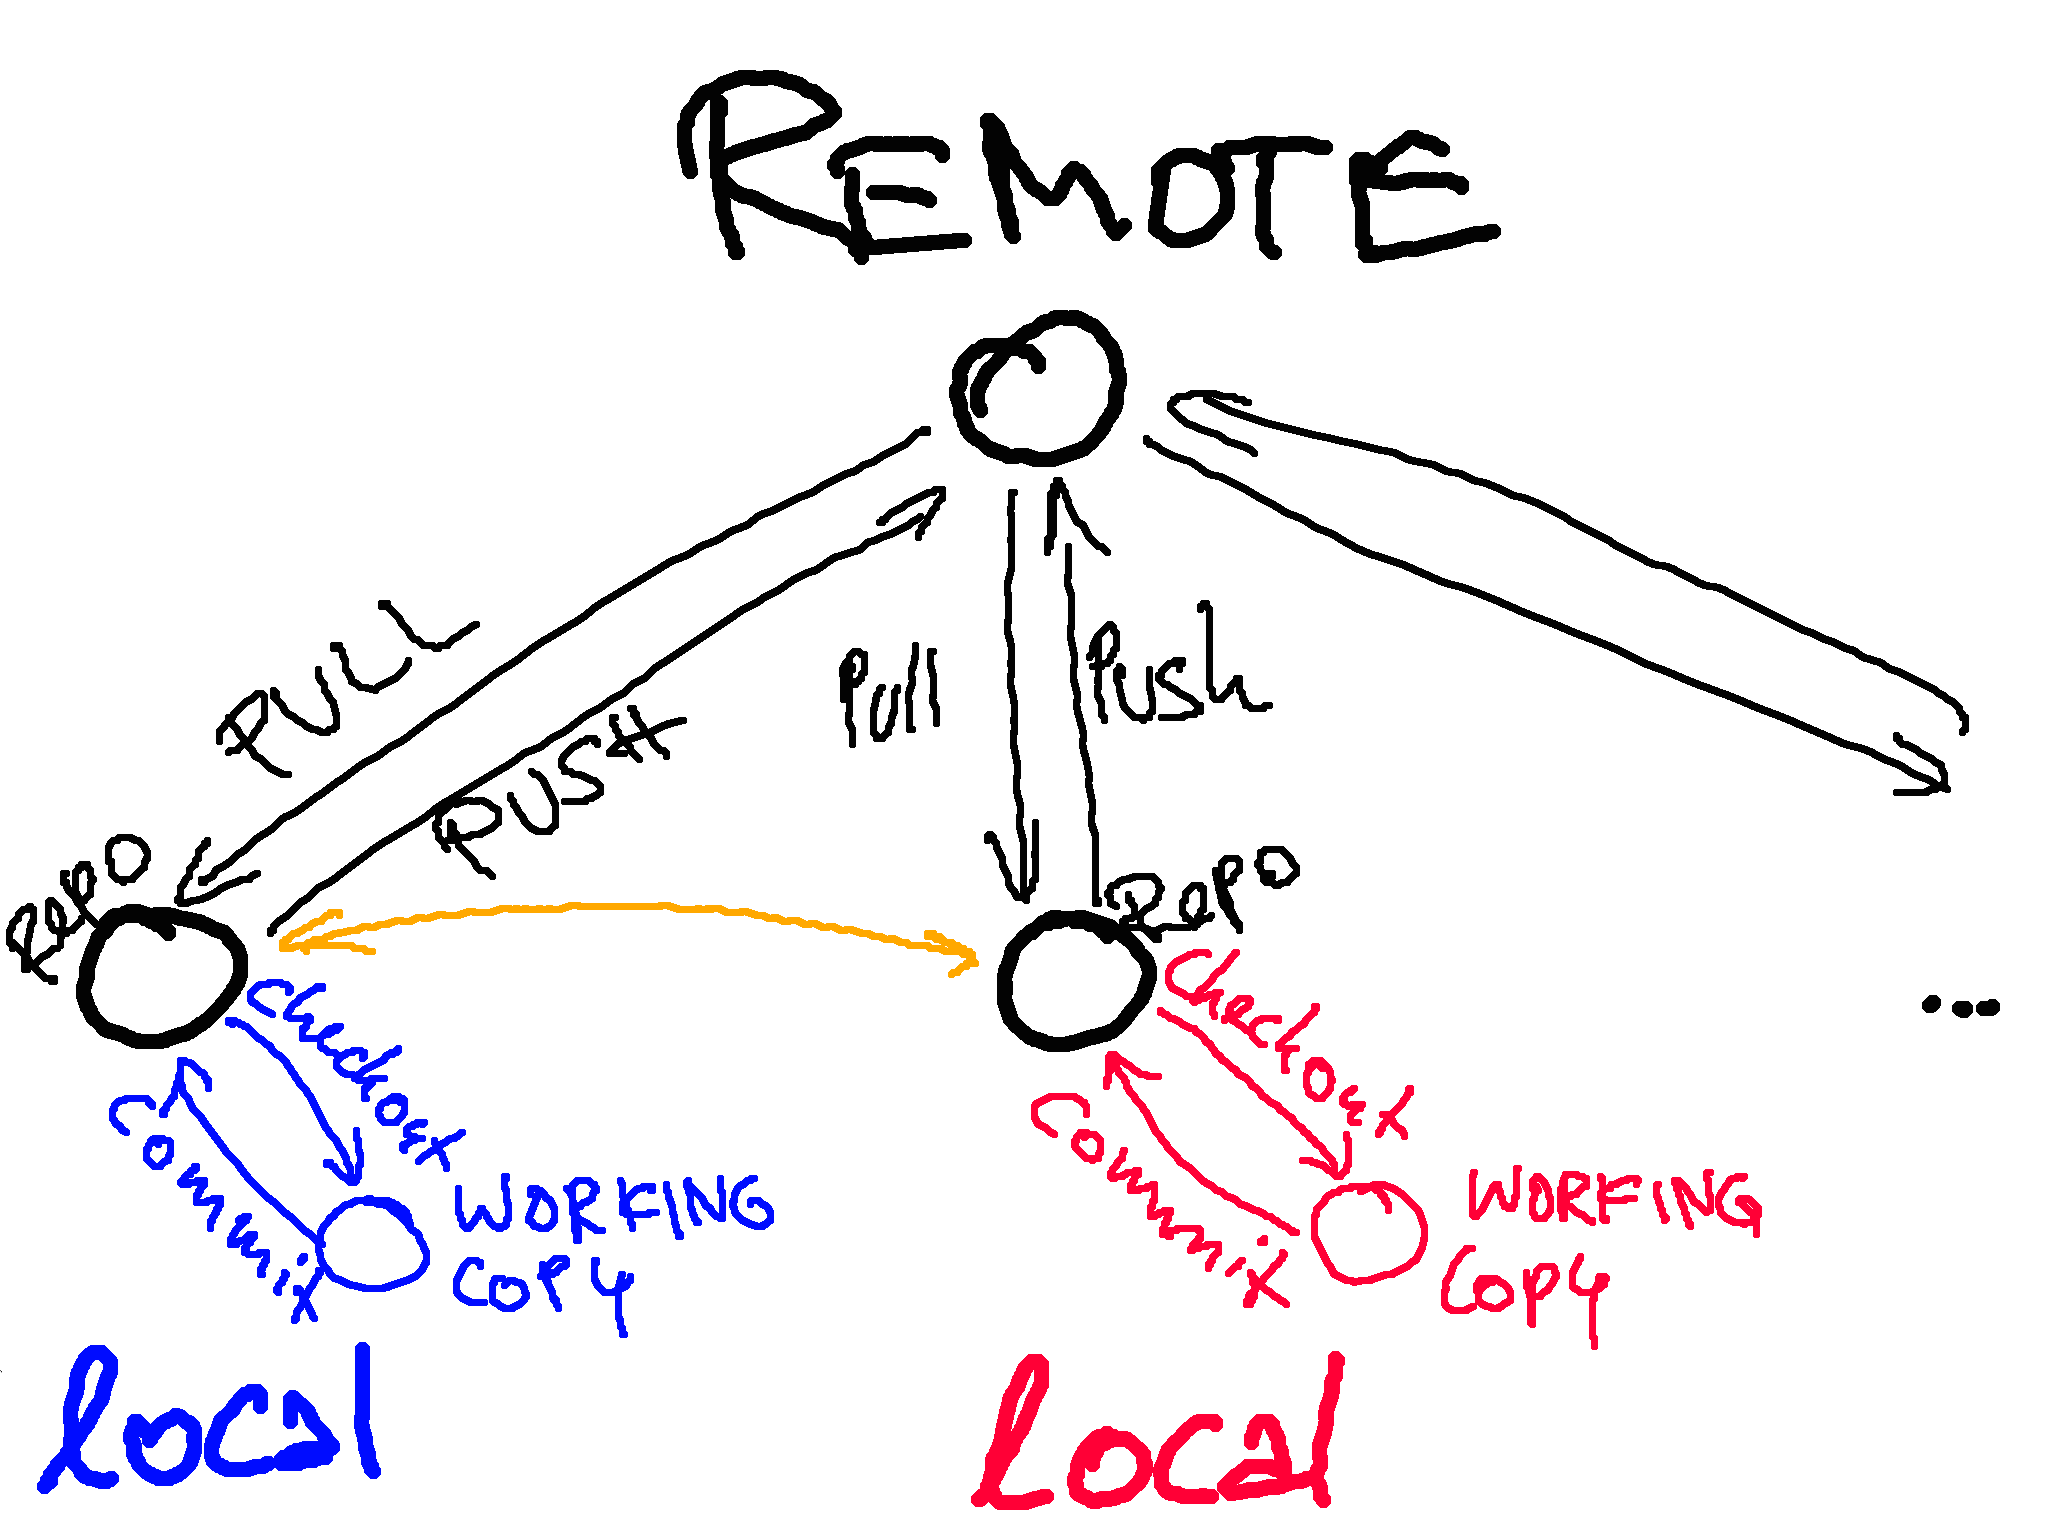 REMOTE
PULL
PUSH
Pull
Push
Repo
Repo
Checkout
Commit
WORKING
COPY
Checkout
Commit
WORKING
COPY
local
local
...